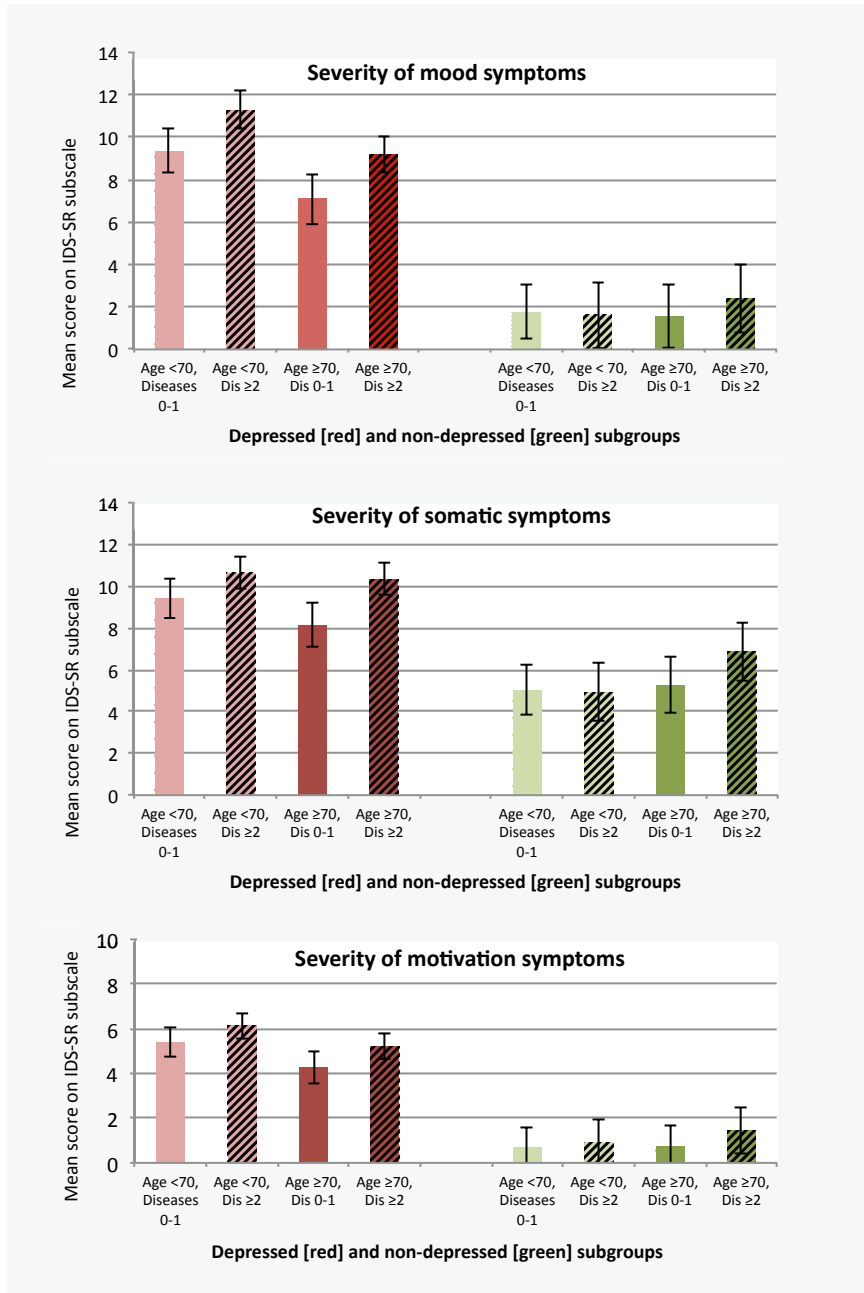 Severity of mood symptoms
Mean score on IDS-SR subscale
14
12
10
8
6
4
2
0
Age <70, Age <70, Age ≥70, Age ≥70, Age <70, Age < 70, Age ≥70, Age ≥70,
Diseases Dis ≥2 Dis 0-1 Dis ≥2 Diseases Dis ≥2 Dis 0-1 Dis ≥2
0-1 0-1
Depressed [red] and non-depressed [green] subgroups
Severity of somatic symptoms
Mean score on IDS-SR subscale
14
12
10
8
6
4
2
0
Age <70, Age <70, Age ≥70, Age ≥70, Age <70, Age <70, Age ≥70, Age ≥70,
Diseases Dis ≥2 Dis 0-1 Dis ≥2 Diseases Dis ≥2 Dis 0-1 Dis ≥2
0-1 0-1
Depressed [red] and non-depressed [green] subgroups
Severity of motivation symptoms
Mean score on IDS-SR subscale
10
8
6
4
2
0
Age <70, Age <70, Age ≥70, Age ≥70, Age <70, Age <70, Age ≥70, Age ≥70,
Diseases Dis ≥2 Dis 0-1 Dis ≥2 Diseases Dis ≥2 Dis 0-1 Dis ≥2
0-1 0-1
Depressed [red] and non-depressed [green] subgroups